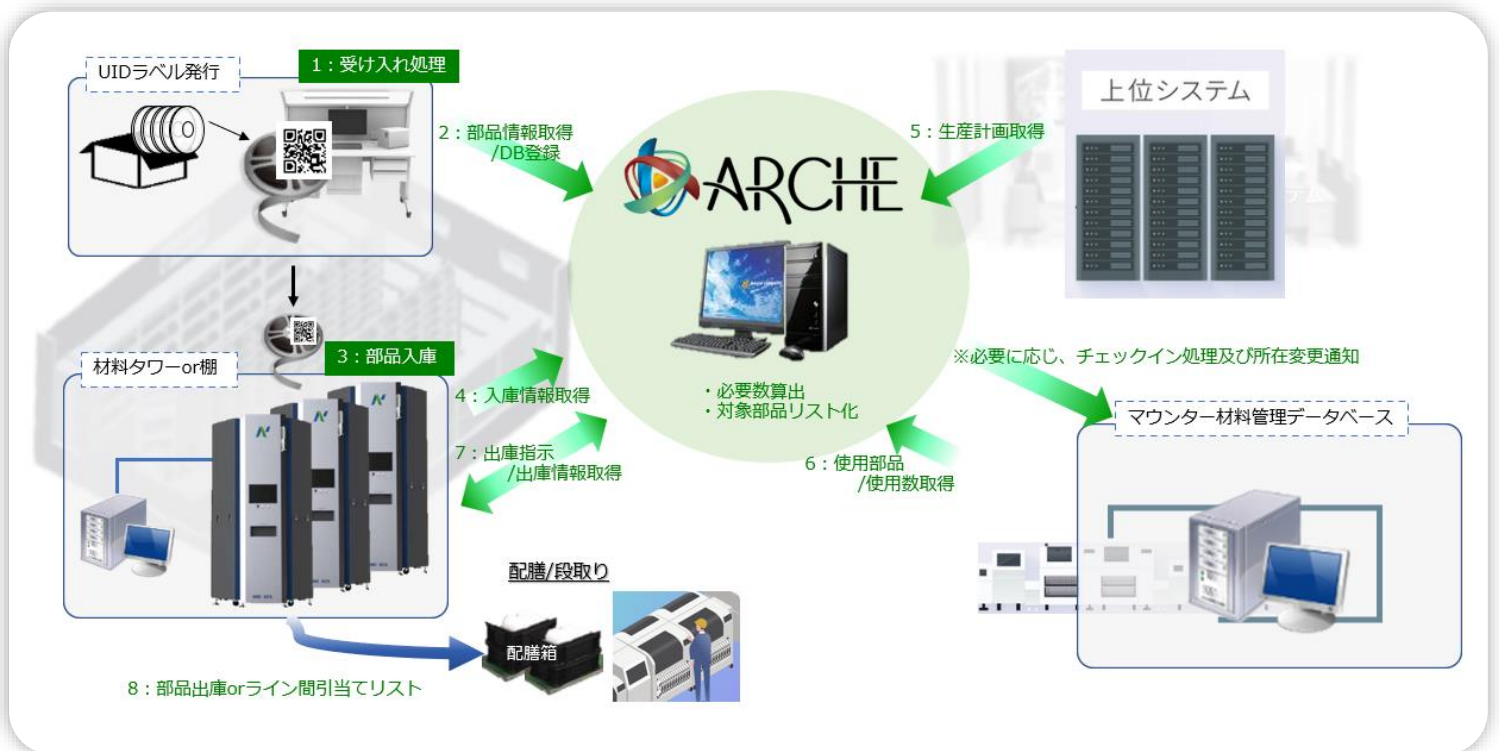 UIDラベル発行
1：受け入れ処理
2：部品情報取得
/DB登録
ARCHE
5：生産計画取得
上位システム
材料タワーor棚
3：部品入庫
4：入庫情報取得
7：出庫指示
/出庫情報取得
・必要数算出
・対象部品リスト化
6：使用部品
/使用数取得
※必要に応じ、チェックイン処理及び所在変更通知
マウンター材料管理データベース
配膳/段取り
配膳箱
8：部品出庫orライン間引当てリスト